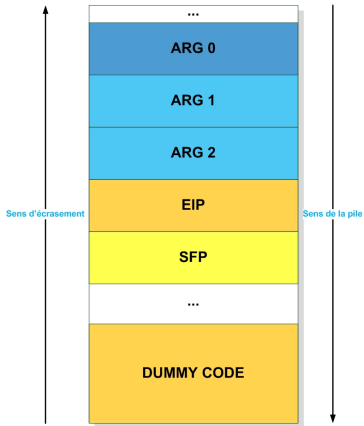 ...
ARG 0
ARG 1
ARG 2
EIP
Sens d'écrasement
Sens de la pile
SFP
...
DUMMY CODE